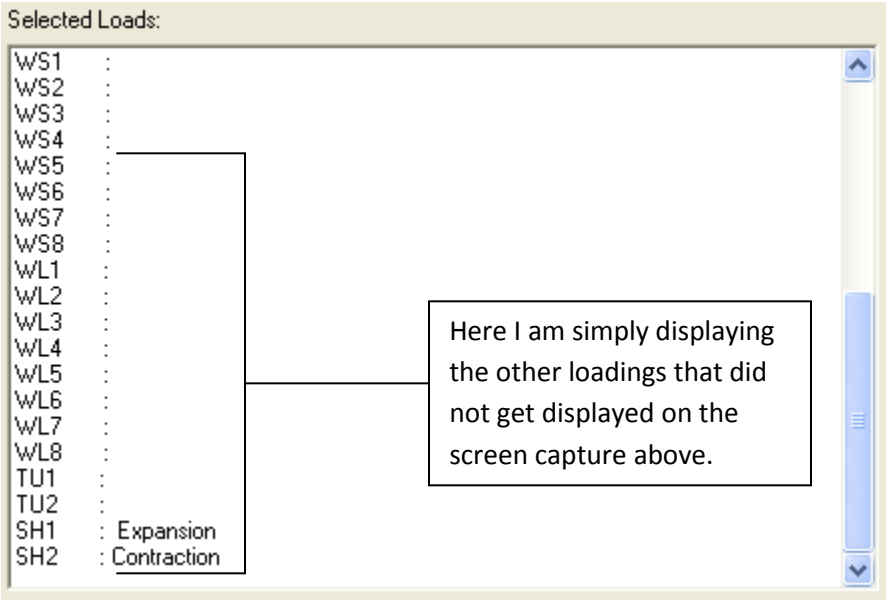 Selected Loads:
WS1 :
WS2 :
WS3 :
WS4 :
WS5 :
WS6 :
WS7 :
WS8 :
WL1 :
WL2 :
WL3 :
WL4 :
WL5 :
WL6 :
WL7 :
WL8 :
TU1 :
TU2 :
SH1 : Expansion
SH2 : Contraction
Here I am simply displaying
the other loadings that did
not get displayed on the
screen capture above.